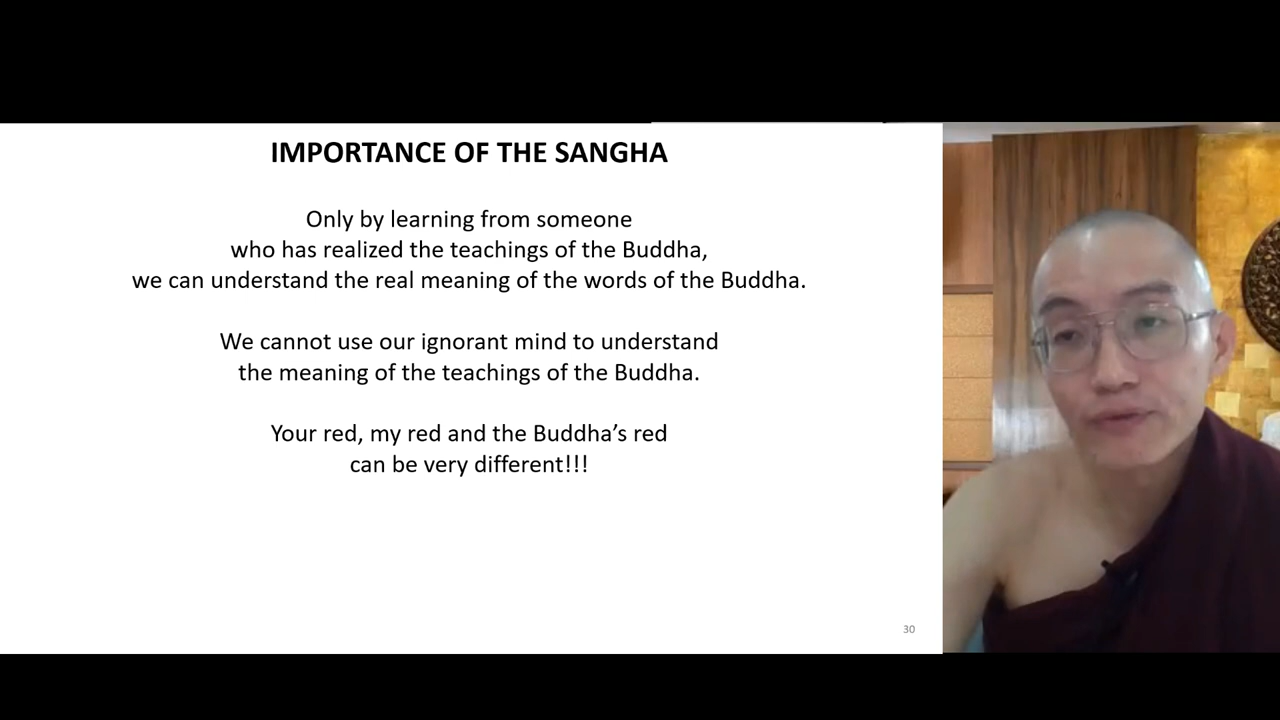 IMPORTANCE OF THE SANGHA
Only by learning from someone
who has realized the teachings of the Buddha,
we can understand the real meaning of the words of the Buddha.
We cannot use our ignorant mind to understand
the meaning of the teachings of the Buddha.
Your red, my red and the Buddha’s red
can be very different!!!
30